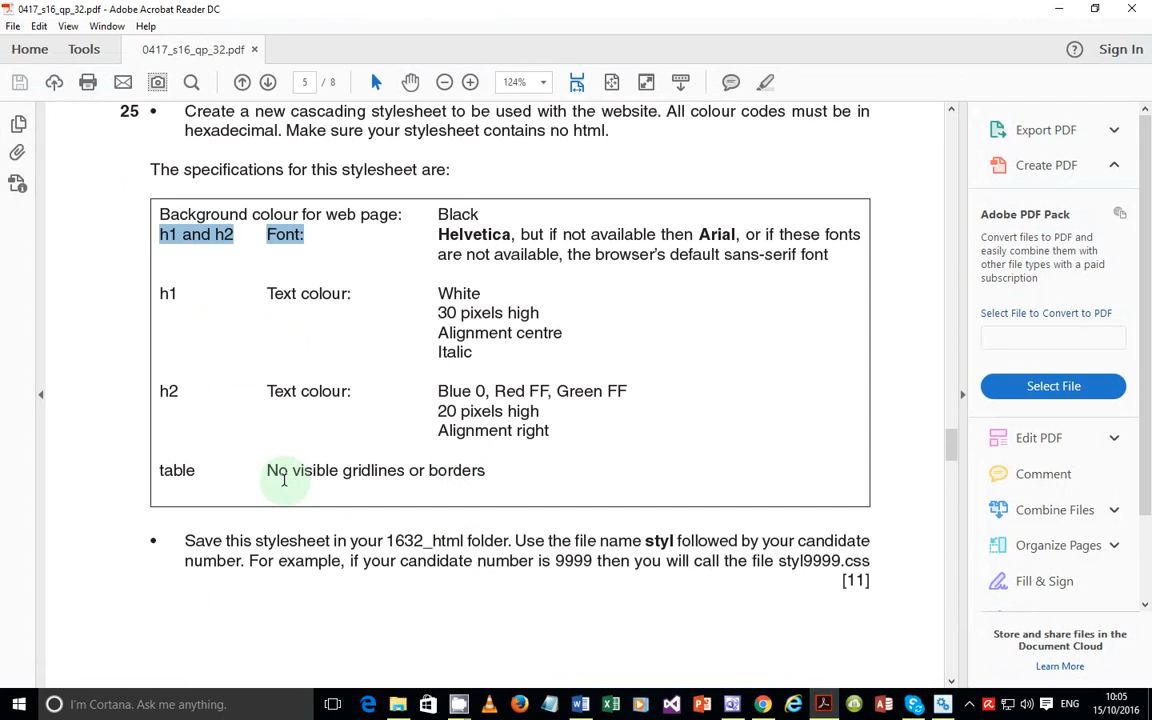 0417_s16_qp_32.pdf - Adobe Acrobat Reader DC
File Edit View Window Help
Home Tools 0417_s16_qp_32.pdf × Sign In
5 / 8 124%
25 • Create a new cascading stylesheet to be used with the website. All colour codes must be in
hexadecimal. Make sure your stylesheet contains no html.
The specifications for this stylesheet are:
Background colour for web page: Black
h1 and h2 Font: Helvetica, but if not available then Arial, or if these fonts
are not available, the browser's default sans-serif font
h1 Text colour: White
30 pixels high
Alignment centre
Italic
h2 Text colour: Blue 0, Red FF, Green FF
20 pixels high
Alignment right
table No visible gridlines or borders
• Save this stylesheet in your 1632_html folder. Use the file name styl followed by your candidate
number. For example, if your candidate number is 9999 then you will call the file styl9999.css
[11]
Export PDF
Create PDF
Adobe PDF Pack
Convert files to PDF and
easily combine them with
other file types with a paid
subscription
Select File to Convert to PDF
Select File
Edit PDF
Comment
Combine Files
Organize Pages
Fill & Sign
Store and share files in the
Document Cloud
Learn More
I'm Cortana. Ask me anything.
ENG
10:05
15/10/2016